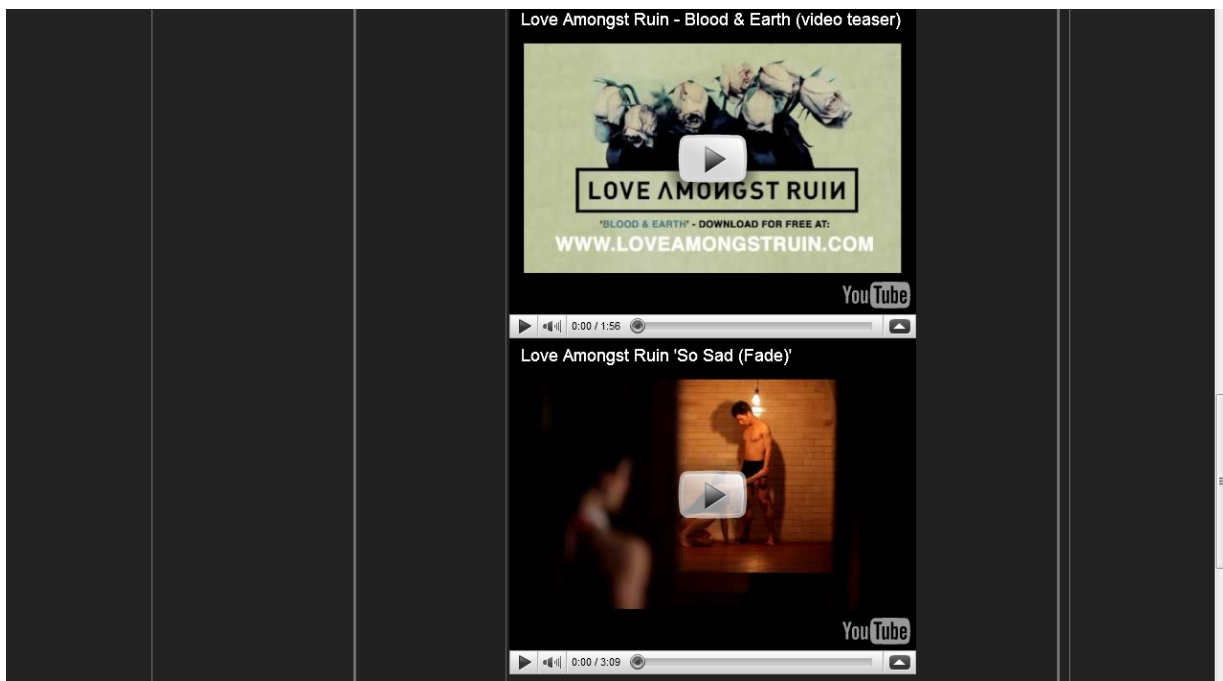 Love Amongst Ruin - Blood & Earth (video teaser)
LOVE AMONGST RUIN
'BLOOD & EARTH' - DOWNLOAD FOR FREE AT:
WWW.LOVEAMONGSTRUIN.COM
YouTube
0:00 / 1:56
Love Amongst Ruin 'So Sad (Fade)'
YouTube
0:00 / 3:09